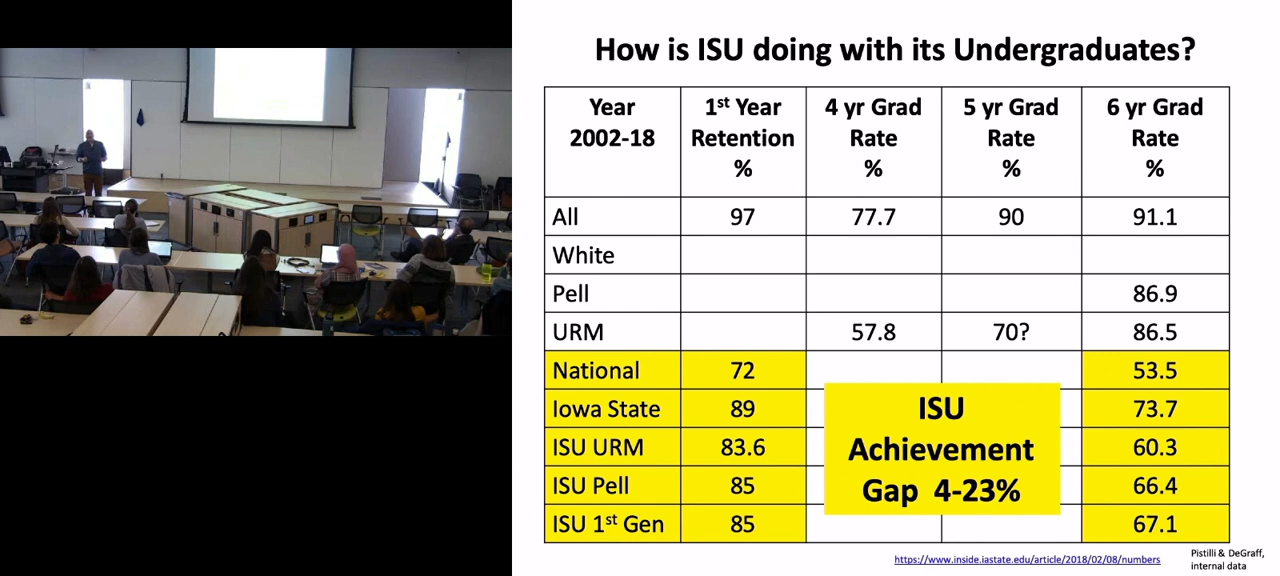 How is ISU doing with its Undergraduates?
Year 2002-18 1st Year Retention % 4 yr Grad Rate % 5 yr Grad Rate % 6 yr Grad Rate %
All 97 77.7 90 91.1
White
Pell 86.9
URM 57.8 70? 86.5
National 72 53.5
Iowa State 89 73.7
ISU URM 83.6 60.3
ISU Pell 85 66.4
ISU 1st Gen 85 67.1
ISU
Achievement
Gap 4-23%
https://www.inside.iastate.edu/article/2018/02/08/numbers
Pistilli & DeGraff,
internal data